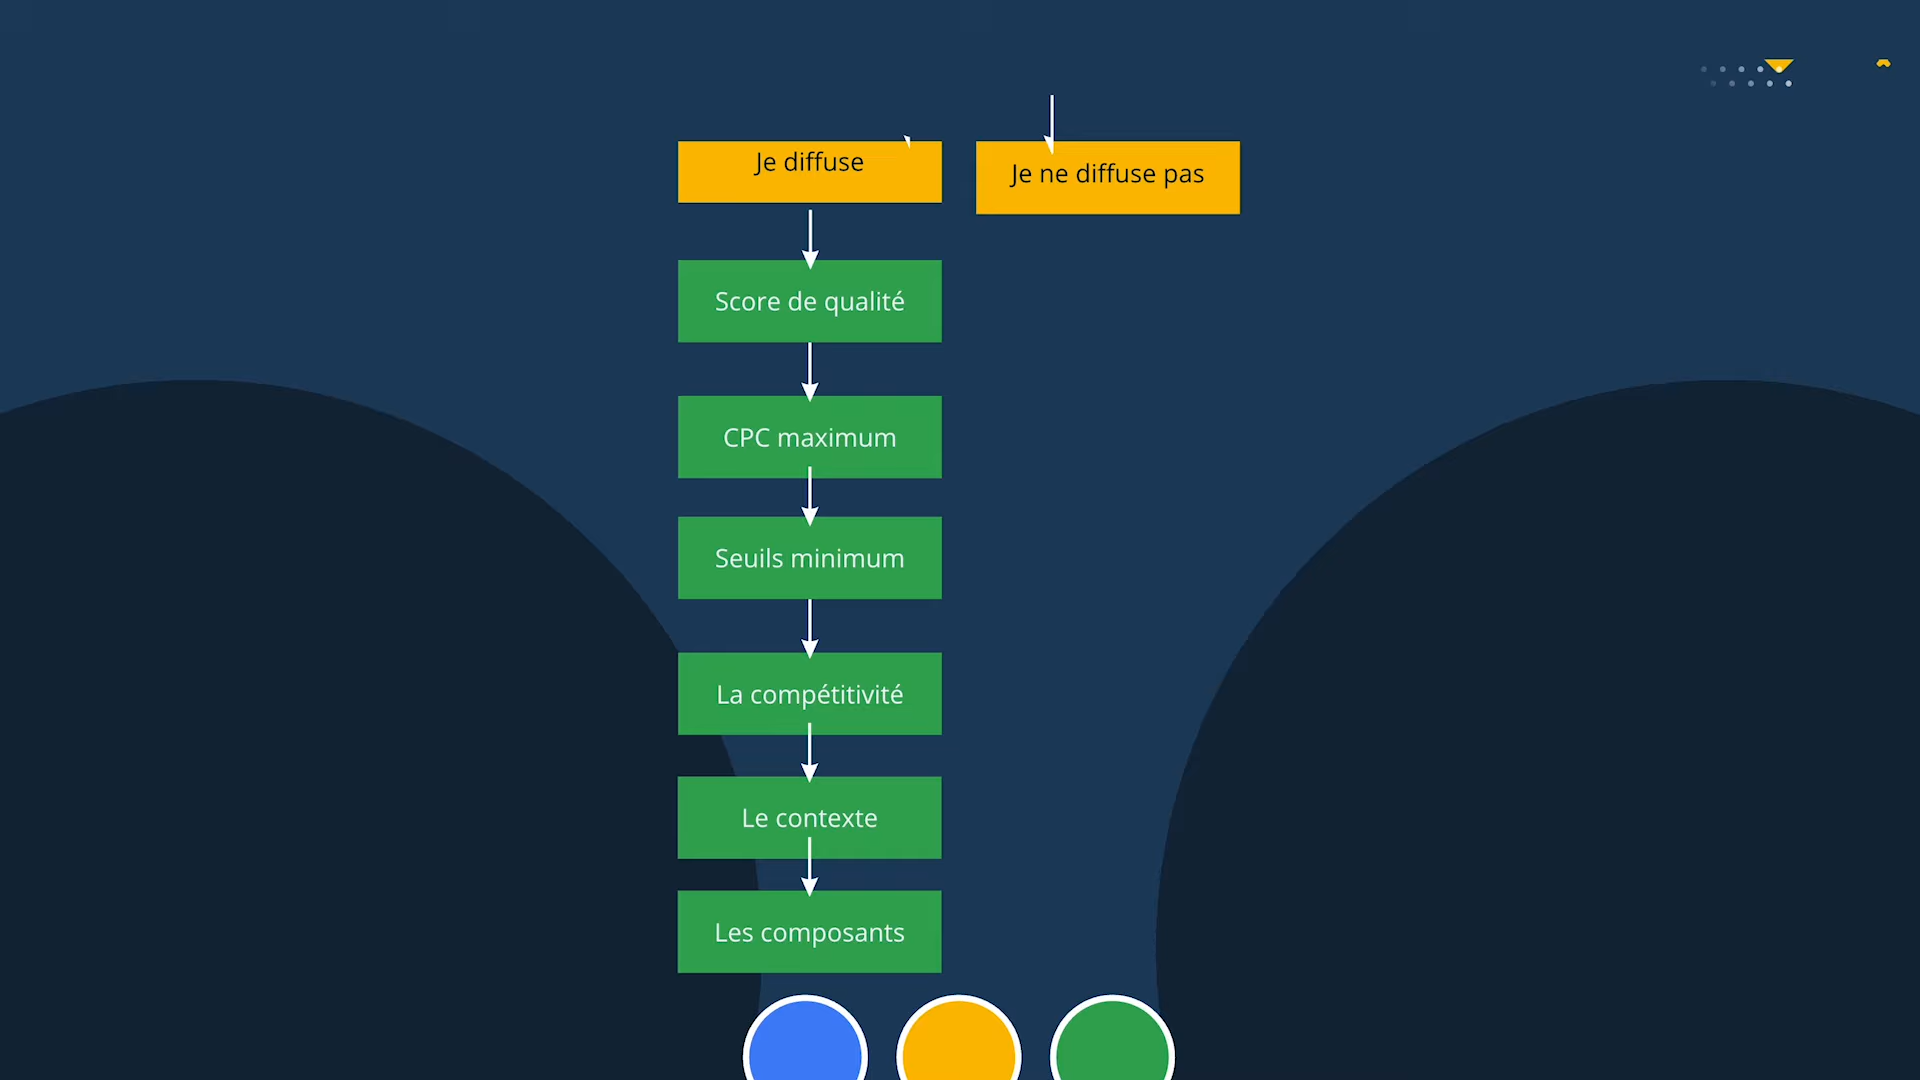 Je diffuse
Je ne diffuse pas
Score de qualité
CPC maximum
Seuils minimum
La compétitivité
Le contexte
Les composants